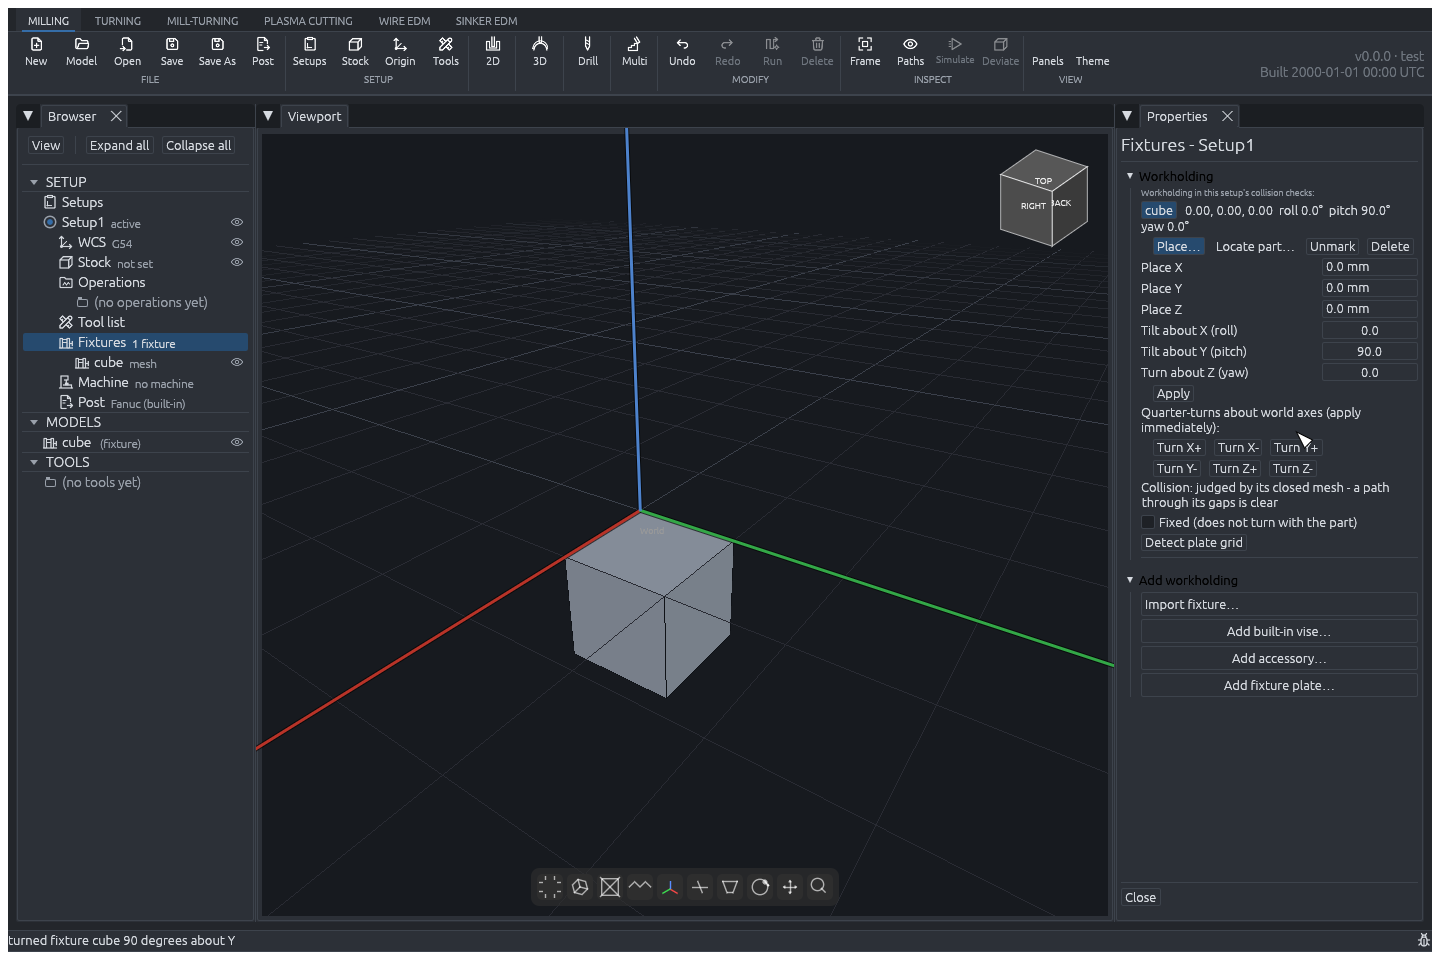 MILLING TURNING MILL-TURNING PLASMA CUTTING WIRE EDM SINKER EDM
New Model Open Save Save As Post Setups Stock Origin Tools 2D 3D Drill Multi Undo Redo Run Delete Frame Paths Simulate Deviate Panels Theme
FILE SETUP MODIFY INSPECT VIEW
v0.0.0 · test
Built 2000-01-01 00:00 UTC
Browser
View Expand all Collapse all
SETUP
Setups
Setup1 active
WCS G54
Stock not set
Operations
(no operations yet)
Tool list
Fixtures 1 fixture
cube mesh
Machine no machine
Post Fanuc (built-in)
MODELS
cube (fixture)
TOOLS
(no tools yet)
Viewport
TOP
RIGHT
World
Properties
Fixtures - Setup1
Workholding
Workholding in this setup's collision checks:
cube 0.00, 0.00, 0.00 roll 0.0° pitch 90.0°
yaw 0.0°
Place… Locate part… Unmark Delete
Place X 0.0 mm
Place Y 0.0 mm
Place Z 0.0 mm
Tilt about X (roll) 0.0
Tilt about Y (pitch) 90.0
Turn about Z (yaw) 0.0
Apply
Quarter-turns about world axes (apply
immediately):
Turn X+ Turn X- Turn Y+
Turn Y- Turn Z+ Turn Z-
Collision: judged by its closed mesh - a path
through its gaps is clear
Fixed (does not turn with the part)
Detect plate grid
Add workholding
Import fixture…
Add built-in vise…
Add accessory…
Add fixture plate…
Close
turned fixture cube 90 degrees about Y